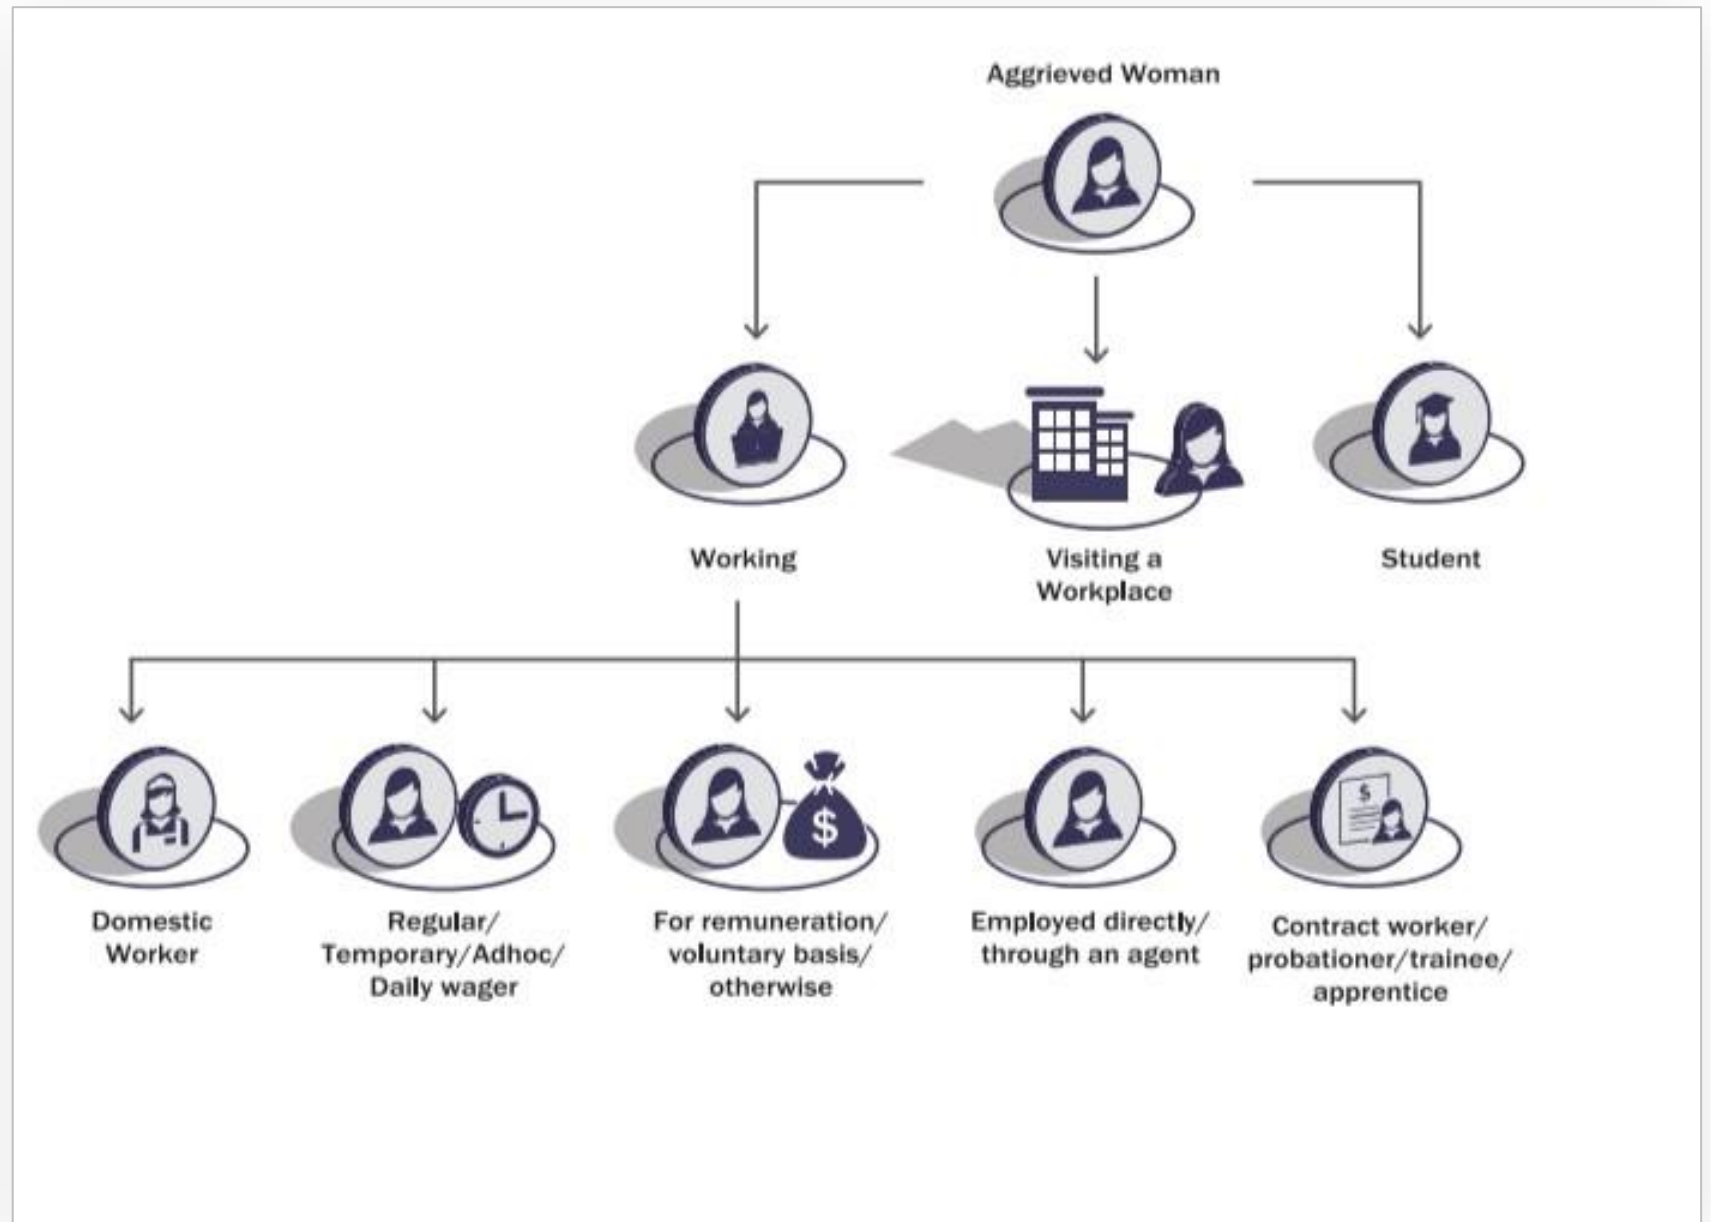 Aggrieved Woman
Working
Visiting a
Workplace
Student
Domestic
Worker
Regular/
Temporary/Adhoc/
Daily wager
$
For remuneration/
voluntary basis/
otherwise
Employed directly/
through an agent
$
Contract worker/
probationer/trainee/
apprentice